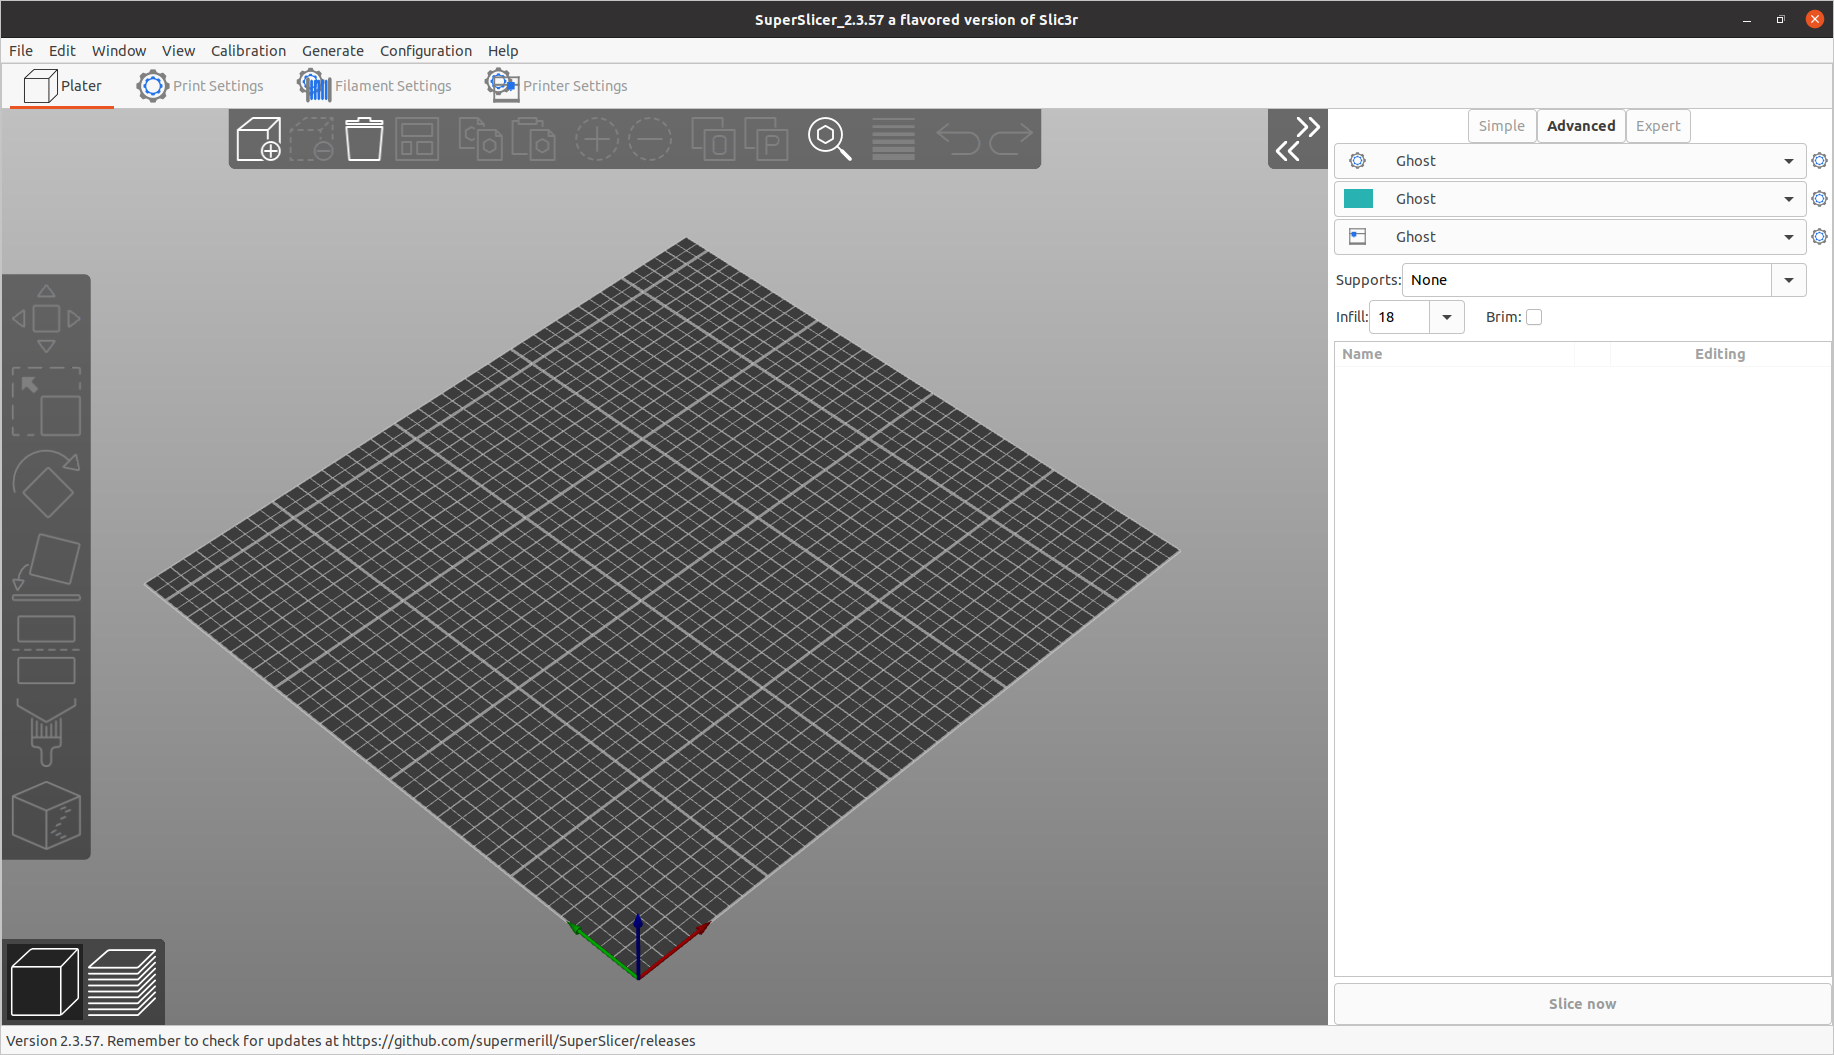 SuperSlicer_2.3.57 a flavored version of Slic3r
File Edit Window View Calibration Generate Configuration Help
Plater Print Settings Filament Settings Printer Settings
Simple Advanced Expert
Ghost
Ghost
Ghost
Supports: None
Infill: 18 Brim:
Name Editing
Slice now
Version 2.3.57. Remember to check for updates at https://github.com/supermerill/SuperSlicer/releases